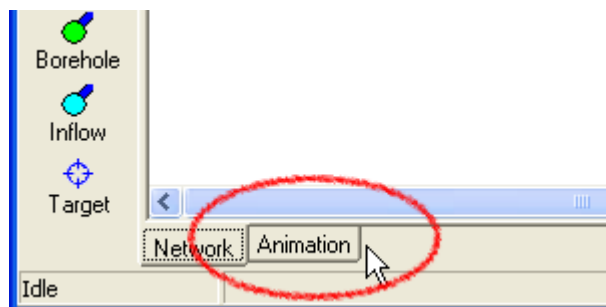 Borehole
Inflow
Target
Network Animation
Idle